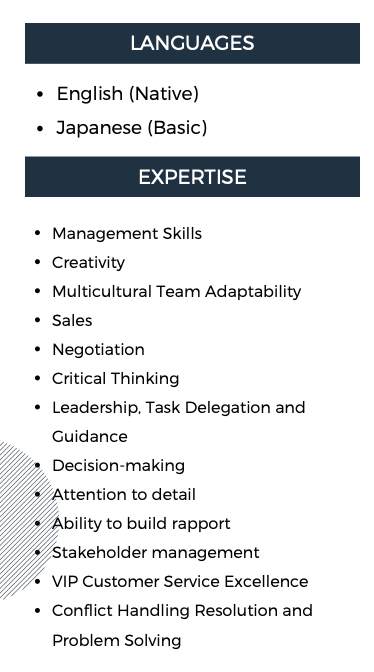 LANGUAGES
• English (Native)
• Japanese (Basic)
EXPERTISE
• Management Skills
• Creativity
• Multicultural Team Adaptability
• Sales
• Negotiation
• Critical Thinking
• Leadership, Task Delegation and
Guidance
• Decision-making
• Attention to detail
• Ability to build rapport
• Stakeholder management
• VIP Customer Service Excellence
• Conflict Handling Resolution and
Problem Solving